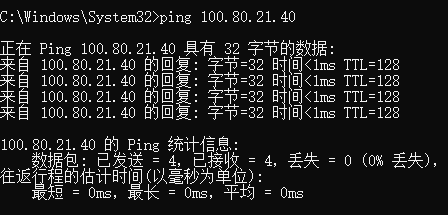 C:\Windows\System32>ping 100.80.21.40
正在 Ping 100.80.21.40 具有 32 字节的数据:
来自 100.80.21.40 的回复: 字节=32 时间<1ms TTL=128
来自 100.80.21.40 的回复: 字节=32 时间<1ms TTL=128
来自 100.80.21.40 的回复: 字节=32 时间<1ms TTL=128
来自 100.80.21.40 的回复: 字节=32 时间<1ms TTL=128
100.80.21.40 的 Ping 统计信息:
数据包: 已发送 = 4，已接收 = 4，丢失 = 0 (0% 丢失)，
往返行程的估计时间(以毫秒为单位):
最短 = 0ms，最长 = 0ms，平均 = 0ms